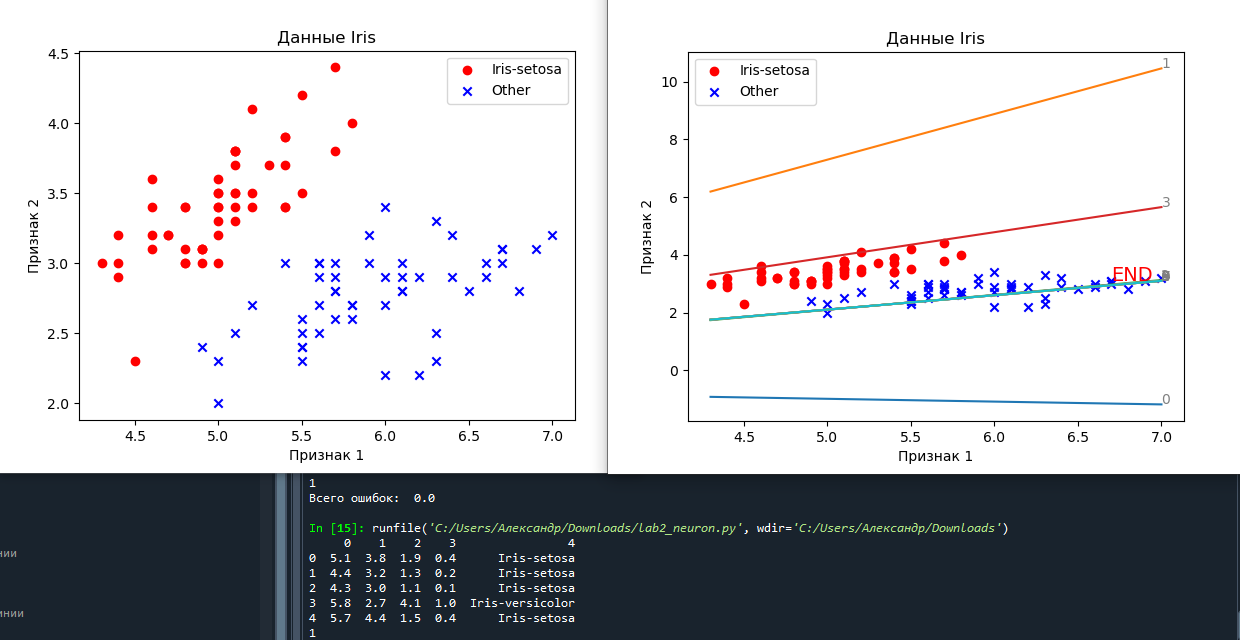 Данные Iris
Iris-setosa
Other
4.5
4.0
3.5
3.0
2.5
2.0
Признак 2
4.5 5.0 5.5 6.0 6.5 7.0
Признак 1
Данные Iris
Iris-setosa
Other
10
8
6
4
2
0
Признак 2
1
3
END
0
4.5 5.0 5.5 6.0 6.5 7.0
Признак 1
нии
инии
1
Всего ошибок: 0.0
In [15]: runfile('C:/Users/Александр/Downloads/lab2_neuron.py', wdir='C:/Users/Александр/Downloads')
0 1 2 3 4
0 5.1 3.8 1.9 0.4 Iris-setosa
1 4.4 3.2 1.3 0.2 Iris-setosa
2 4.3 3.0 1.1 0.1 Iris-setosa
3 5.8 2.7 4.1 1.0 Iris-versicolor
4 5.7 4.4 1.5 0.4 Iris-setosa
1